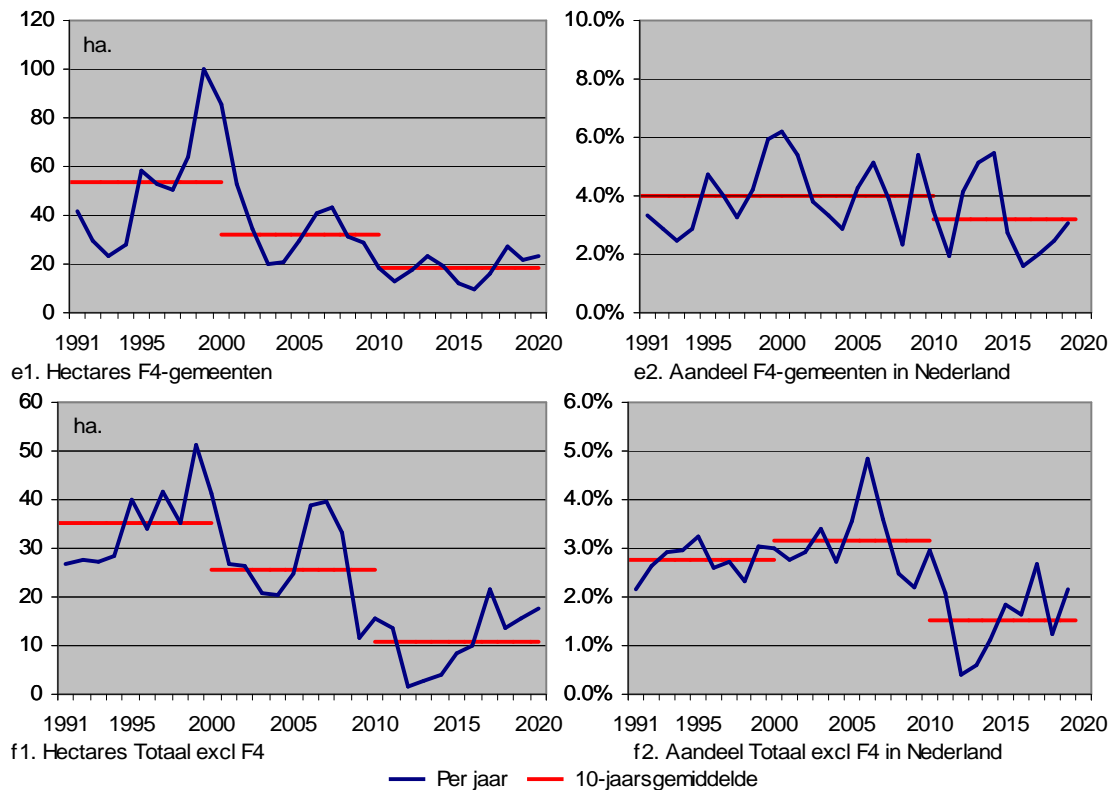 120
100
80
60
40
20
0
ha.
1991 1995 2000 2005 2010 2015 2020
e1. Hectares F4-gemeenten
10.0%
8.0%
6.0%
4.0%
2.0%
0.0%
1991 1995 2000 2005 2010 2015 2020
e2. Aandeel F4-gemeenten in Nederland
60
50
40
30
20
10
0
ha.
1991 1995 2000 2005 2010 2015 2020
f1. Hectares Totaal excl F4
6.0%
5.0%
4.0%
3.0%
2.0%
1.0%
0.0%
1991 1995 2000 2005 2010 2015 2020
f2. Aandeel Totaal excl F4 in Nederland
Per jaar 10-jaarsgemiddelde